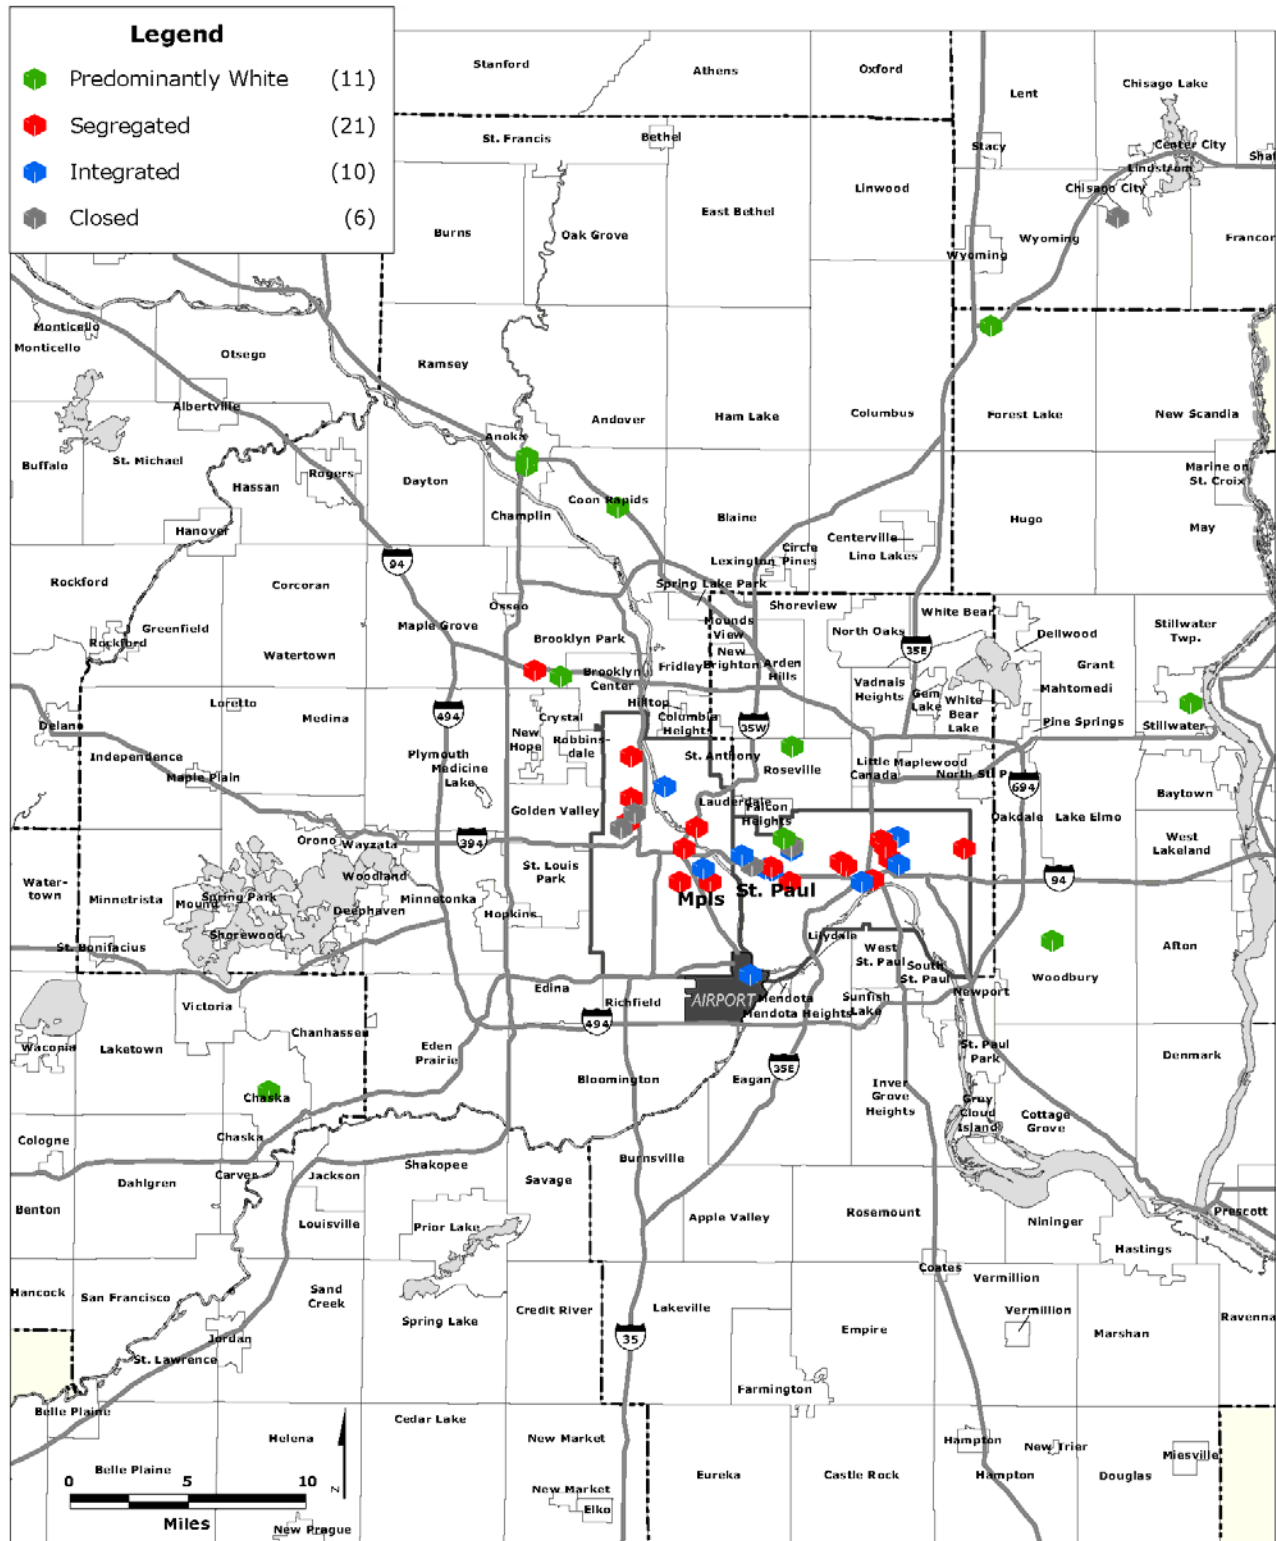 Legend
Predominantly White (11)
Segregated (21)
Integrated (10)
Closed (6)
Stanford
Athens
Oxford
Lent
Chisago Lake
St. Francis
Bethel
Stacy
Center City
Lindstrom
Chisago City
Linwood
East Bethel
Burns
Oak Grove
Wyoming
Wyoming
Francon
Monticello
Monticello
Otsego
Ramsey
Albertville
Andover
Ham Lake
Columbus
Forest Lake
New Scandia
Anoka
Buffalo
St. Michael
Rogers
Hassan
Dayton
Marine on
St. Croix
Coon Rapids
Champlin
Blaine
Hugo
May
Hanover
Centerville
Lino Lakes
Circle
Pines
Lexington
94
Rockford
Corcoran
Spring Lake Park
Osseo
Shoreview
White Bear
Maple Grove
Greenfield
Rockford
Mounds
View
North Oaks
Dellwood
Stillwater
Twp.
Brooklyn Park
35E
Watertown
New
Brighton
Arden
Hills
Fridley
Brooklyn
Center
Grant
Vadnais
Heights
Gem
Lake
White
Bear
Lake
Mahtomedi
Loretto
Medina
Hilltop
Columbia
Heights
494
35W
Crystal
Pine Springs
Stillwater
Delano
New
Hope
Robbins-
dale
Independence
Plymouth
Medicine
Lake
St. Anthony
Roseville
Little
Canada
Maplewood
North St P
Maple Plain
694
Baytown
Golden Valley
Lauderdale
Falcon
Heights
Oakdale
Lake Elmo
Orono
Wayzata
394
West
Lakeland
St. Louis
Park
Woodland
Water-
town
Minnetrista
Mound
Spring Park
Deephaven
Minnetonka
94
Mpls
St. Paul
Hopkins
Shorewood
St. Bonifacius
Lilydale
West
St. Paul
South
St. Paul
Woodbury
Afton
Victoria
Edina
Richfield
AIRPORT
Mendota
Mendota Heights
Sunfish
Lake
Newport
Chanhassen
494
Waconia
Laketown
Eden
Prairie
St. Paul
Park
Denmark
35E
Bloomington
Eagan
Inver
Grove
Heights
Chaska
Grey
Cloud
Island
Cottage
Grove
Cologne
Chaska
Carver
Dahlgren
Jackson
Shakopee
Savage
Burnsville
Benton
Louisville
Prior Lake
Apple Valley
Rosemount
Nininger
Prescott
Hastings
Coates
Vermillion
Hancock
San Francisco
Sand
Creek
Spring Lake
Credit River
Lakeville
Vermillion
Ravenna
35
Empire
Marshan
Jordan
St. Lawrence
Farmington
Belle Plaine
Cedar Lake
Helena
New Market
Hampton
New Trier
Miesville
Belle Plaine
Eureka
Castle Rock
Hampton
Douglas
New Market
Elko
0 5 10
Miles
N
New Prague